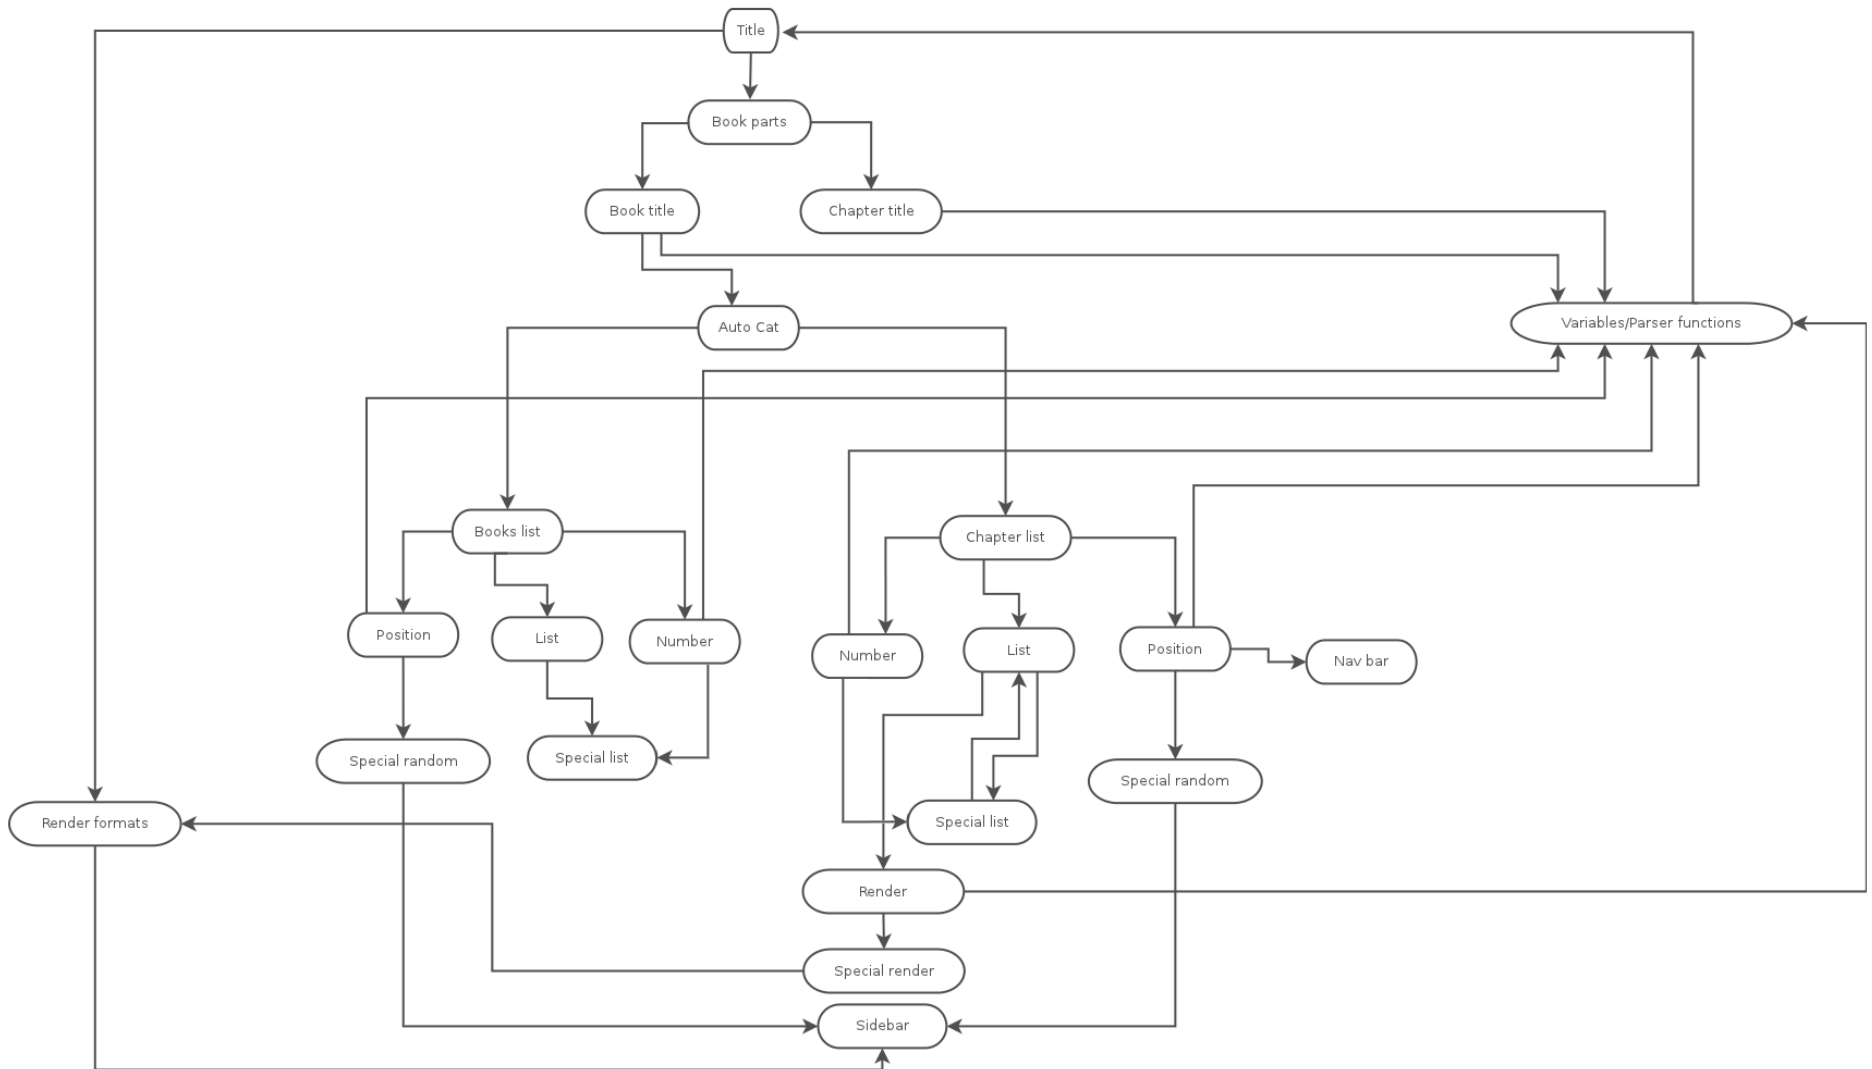 Title
Book parts
Book title
Chapter title
Variables/Parser functions
Auto Cat
Books list
Chapter list
Position
List
Number
Number
List
Position
Nav bar
Special random
Special list
Special random
Render formats
Special list
Render
Special render
Sidebar